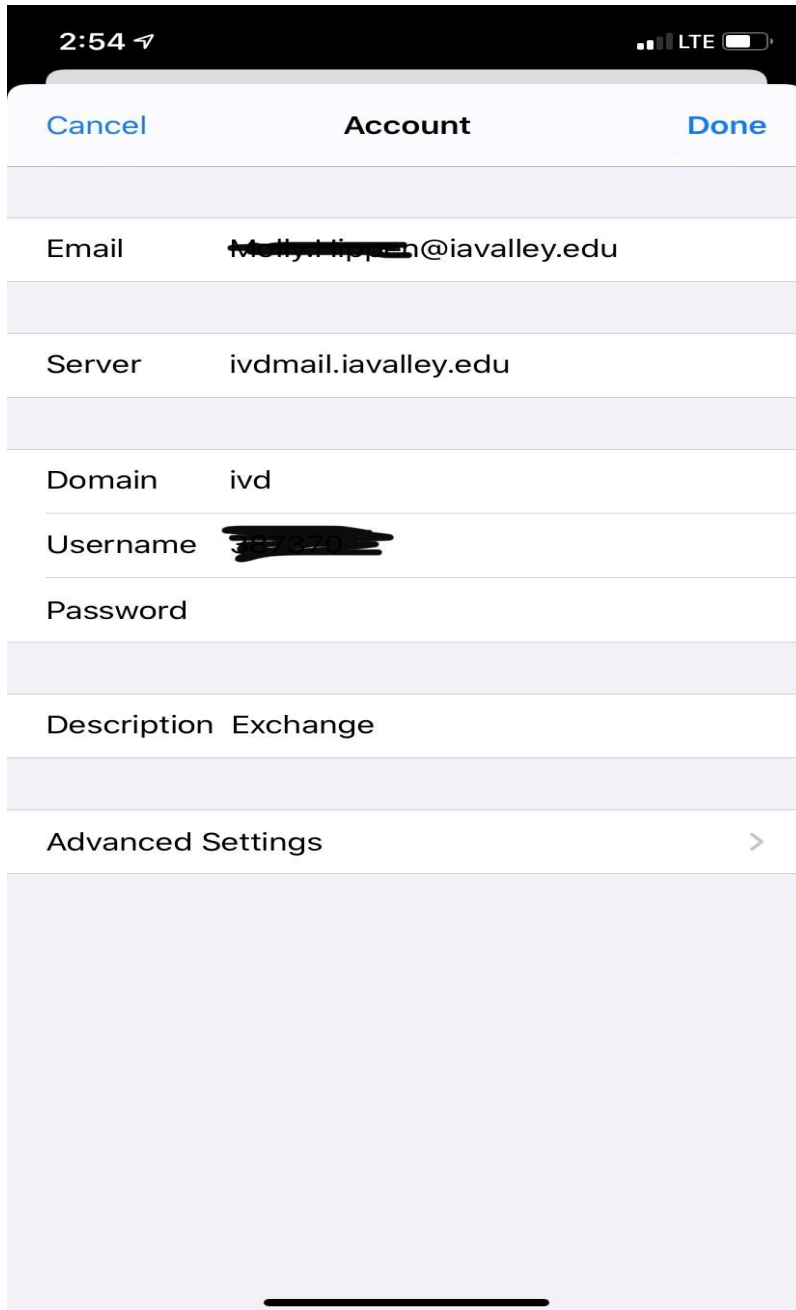 2:54 LTE
Cancel Account Done
Email @iavalley.edu
Server ivdmail.iavalley.edu
Domain ivd
Username
Password
Description Exchange
Advanced Settings